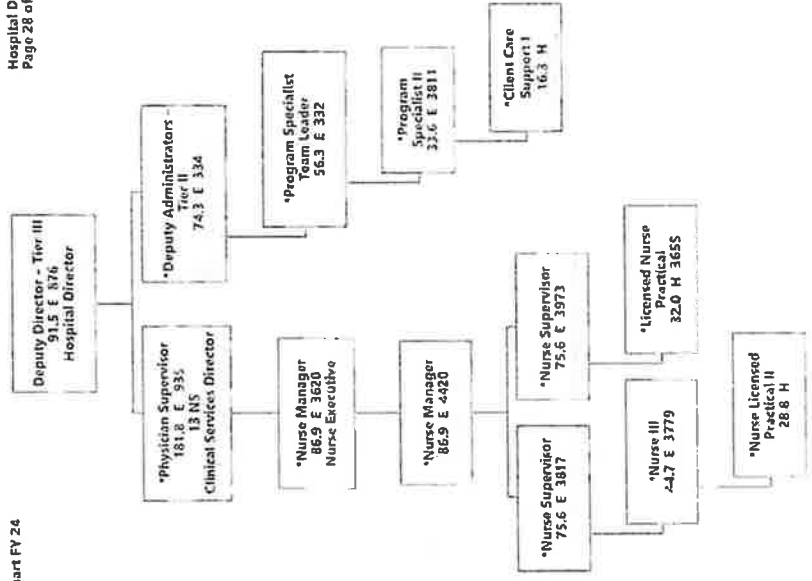 Hospital D
Page 28 of
art FY 24
Deputy Director - Tier III
91.5 E 876
Hospital Director
*Physician Supervisor
181.8 E 935
13 NS
Clinical Services Director
*Deputy Administrators -
Tier II
74.3 E 334
*Nurse Manager
86.9 E 3620
Nurse Executive
*Program Specialist
Team Leader
56.3 E 332
*Nurse Manager
86.9 E 4420
*Program
Specialist II
33.6 E 3811
*Nurse Supervisor
75.6 E 3817
*Nurse Supervisor
75.6 E 3973
*Client Care
Support I
16.3 H
*Nurse III
44.7 E 3779
*Licensed Nurse
Practical
32.0 H 3655
*Nurse Licensed
Practical II
28.8 H